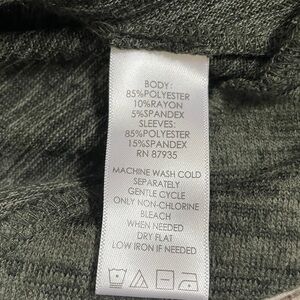 BODY:
85%POLYESTER
10%RAYON
5%SPANDEX
SLEEVES:
85%POLYESTER
15%SPANDEX
RN 87935
MACHINE WASH COLD
SEPARATELY
GENTLE CYCLE
ONLY NON-CHLORINE
BLEACH
WHEN NEEDED
DRY FLAT
LOW IRON IF NEEDED